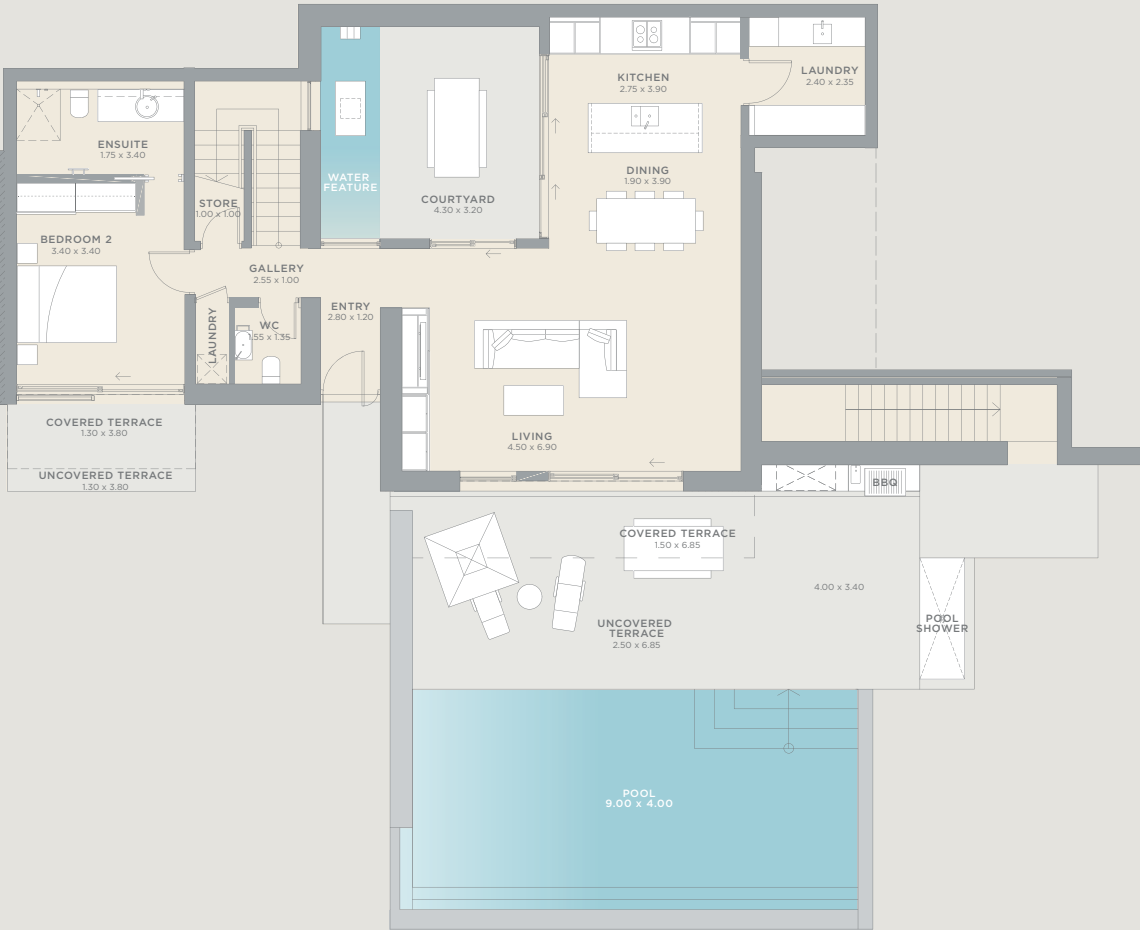 KITCHEN
2.75 x 3.90
LAUNDRY
2.40 x 2.35
ENSUITE
1.75 x 3.40
DINING
1.90 x 3.90
WATER
FEATURE
COURTYARD
4.30 x 3.20
STORE
1.00 x 1.00
BEDROOM 2
3.40 x 3.40
GALLERY
2.55 x 1.00
ENTRY
2.80 x 1.20
LAUNDRY
WC
1.55 x 1.35
COVERED TERRACE
1.30 x 3.80
UNCOVERED TERRACE
1.30 x 3.80
LIVING
4.50 x 6.90
BBQ
COVERED TERRACE
1.50 x 6.85
4.00 x 3.40
UNCOVERED
TERRACE
2.50 x 6.85
POOL
SHOWER
POOL
9.00 x 4.00